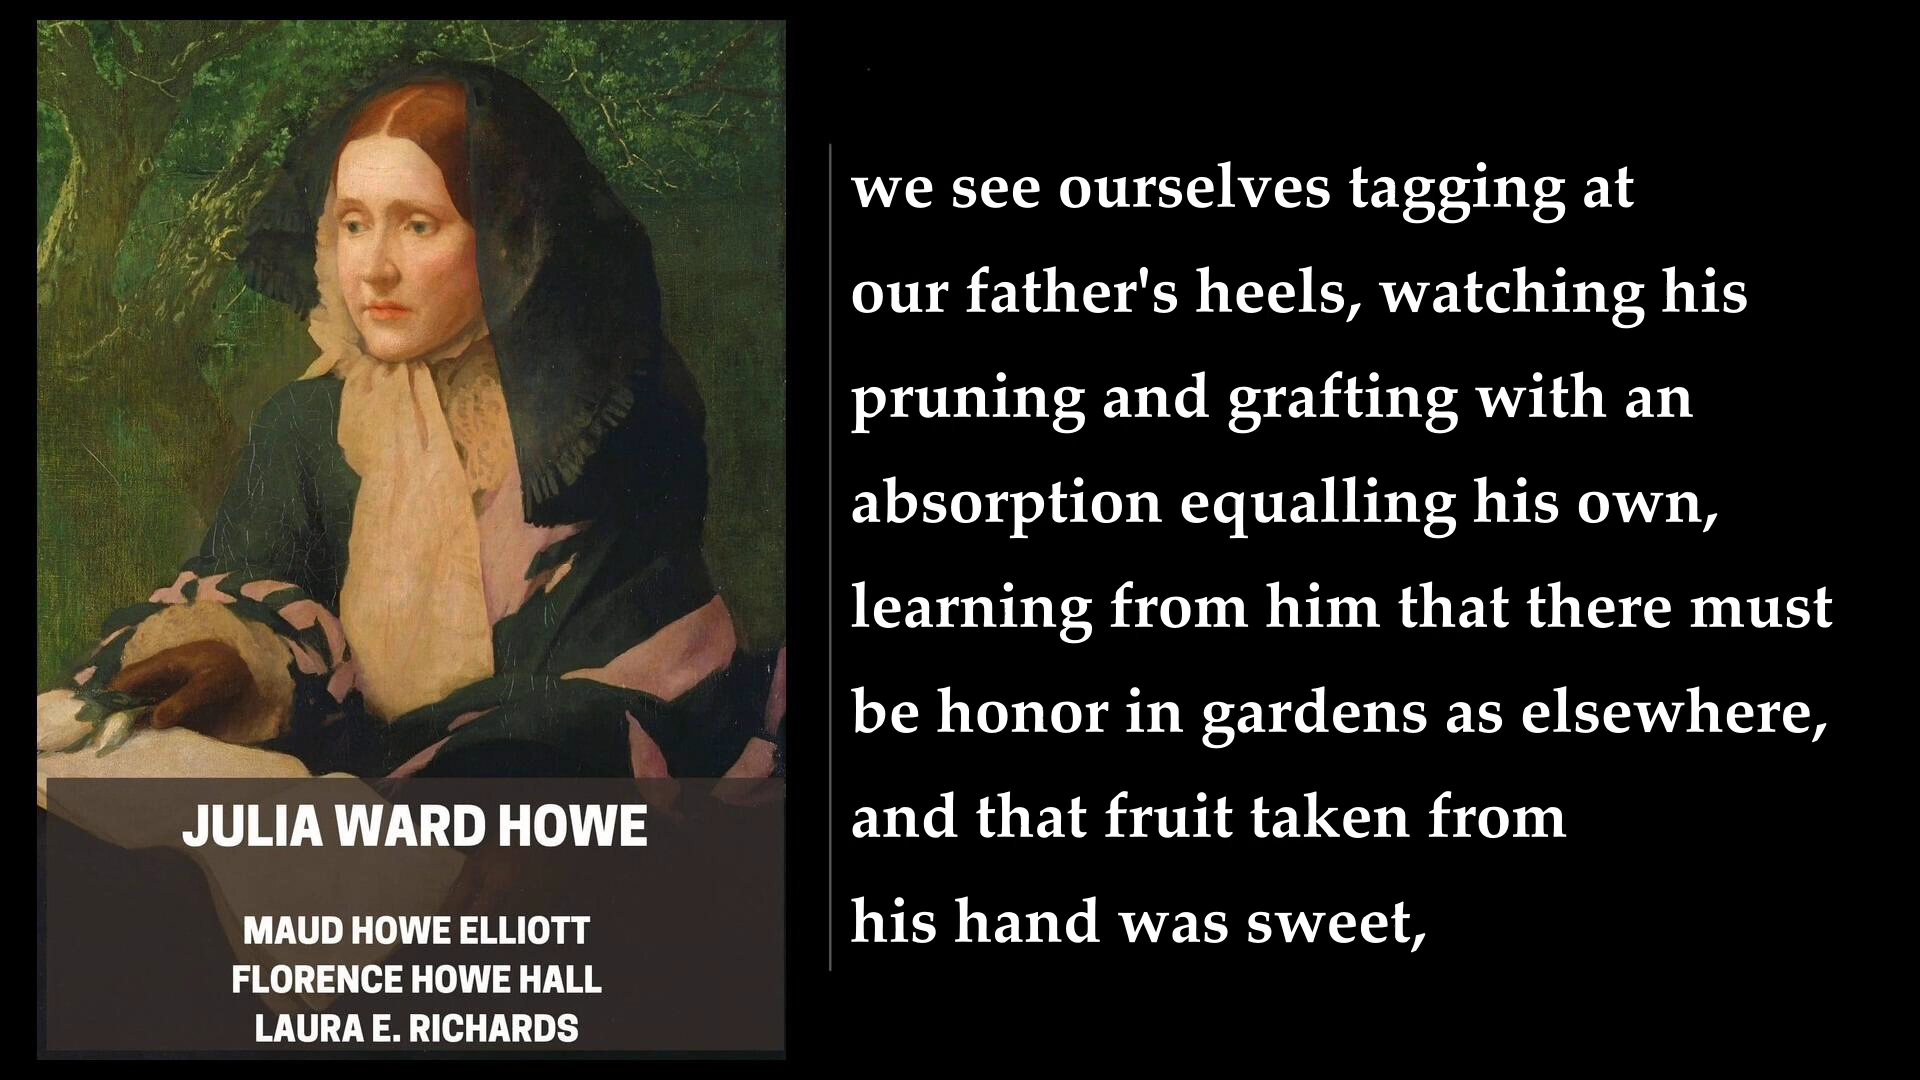 JULIA WARD HOWE
MAUD HOWE ELLIOTT
FLORENCE HOWE HALL
LAURA E. RICHARDS
we see ourselves tagging at
our father's heels, watching his
pruning and grafting with an
absorption equalling his own,
learning from him that there must
be honor in gardens as elsewhere,
and that fruit taken from
his hand was sweet,